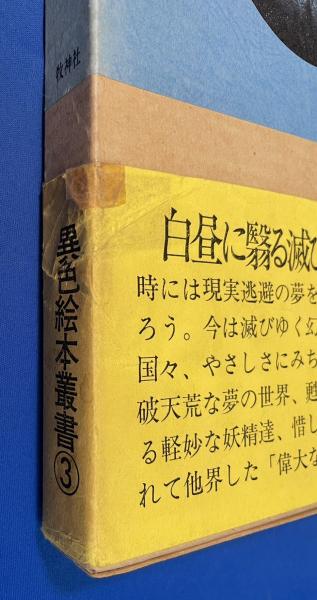 牧神社
異色絵本叢書③
白昼に翳る滅び
時には現実逃避の夢を
ろう。今は滅びゆく幻
国々、やさしさにみち
破天荒な夢の世界、甦
る軽妙な妖精達、惜し
れて他界した「偉大な